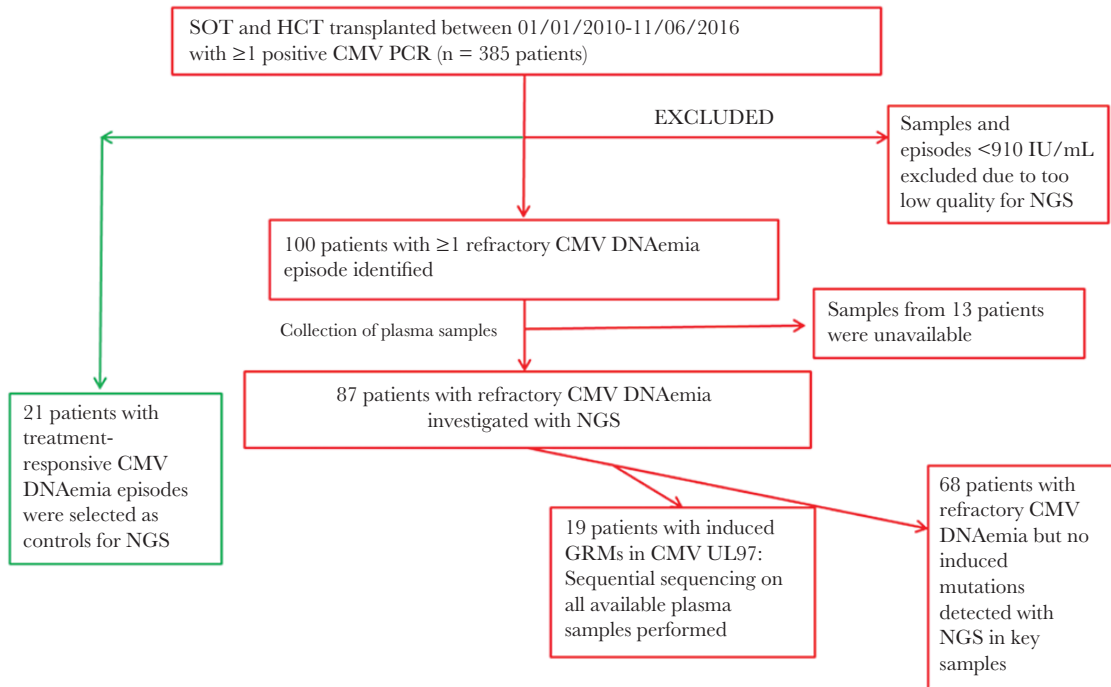 SOT and HCT transplanted between 01/01/2010-11/06/2016
with ≥1 positive CMV PCR (n = 385 patients)
EXCLUDED
Samples and
episodes <910 IU/mL
excluded due to too
low quality for NGS
100 patients with ≥1 refractory CMV DNAemia
episode identified
Collection of plasma samples
Samples from 13 patients
were unavailable
87 patients with refractory CMV DNAemia
investigated with NGS
21 patients with
treatment-
responsive CMV
DNAemia episodes
were selected as
controls for NGS
19 patients with induced
GRMs in CMV UL97:
Sequential sequencing on
all available plasma
samples performed
68 patients with
refractory CMV
DNAemia but no
induced
mutations
detected with
NGS in key
samples